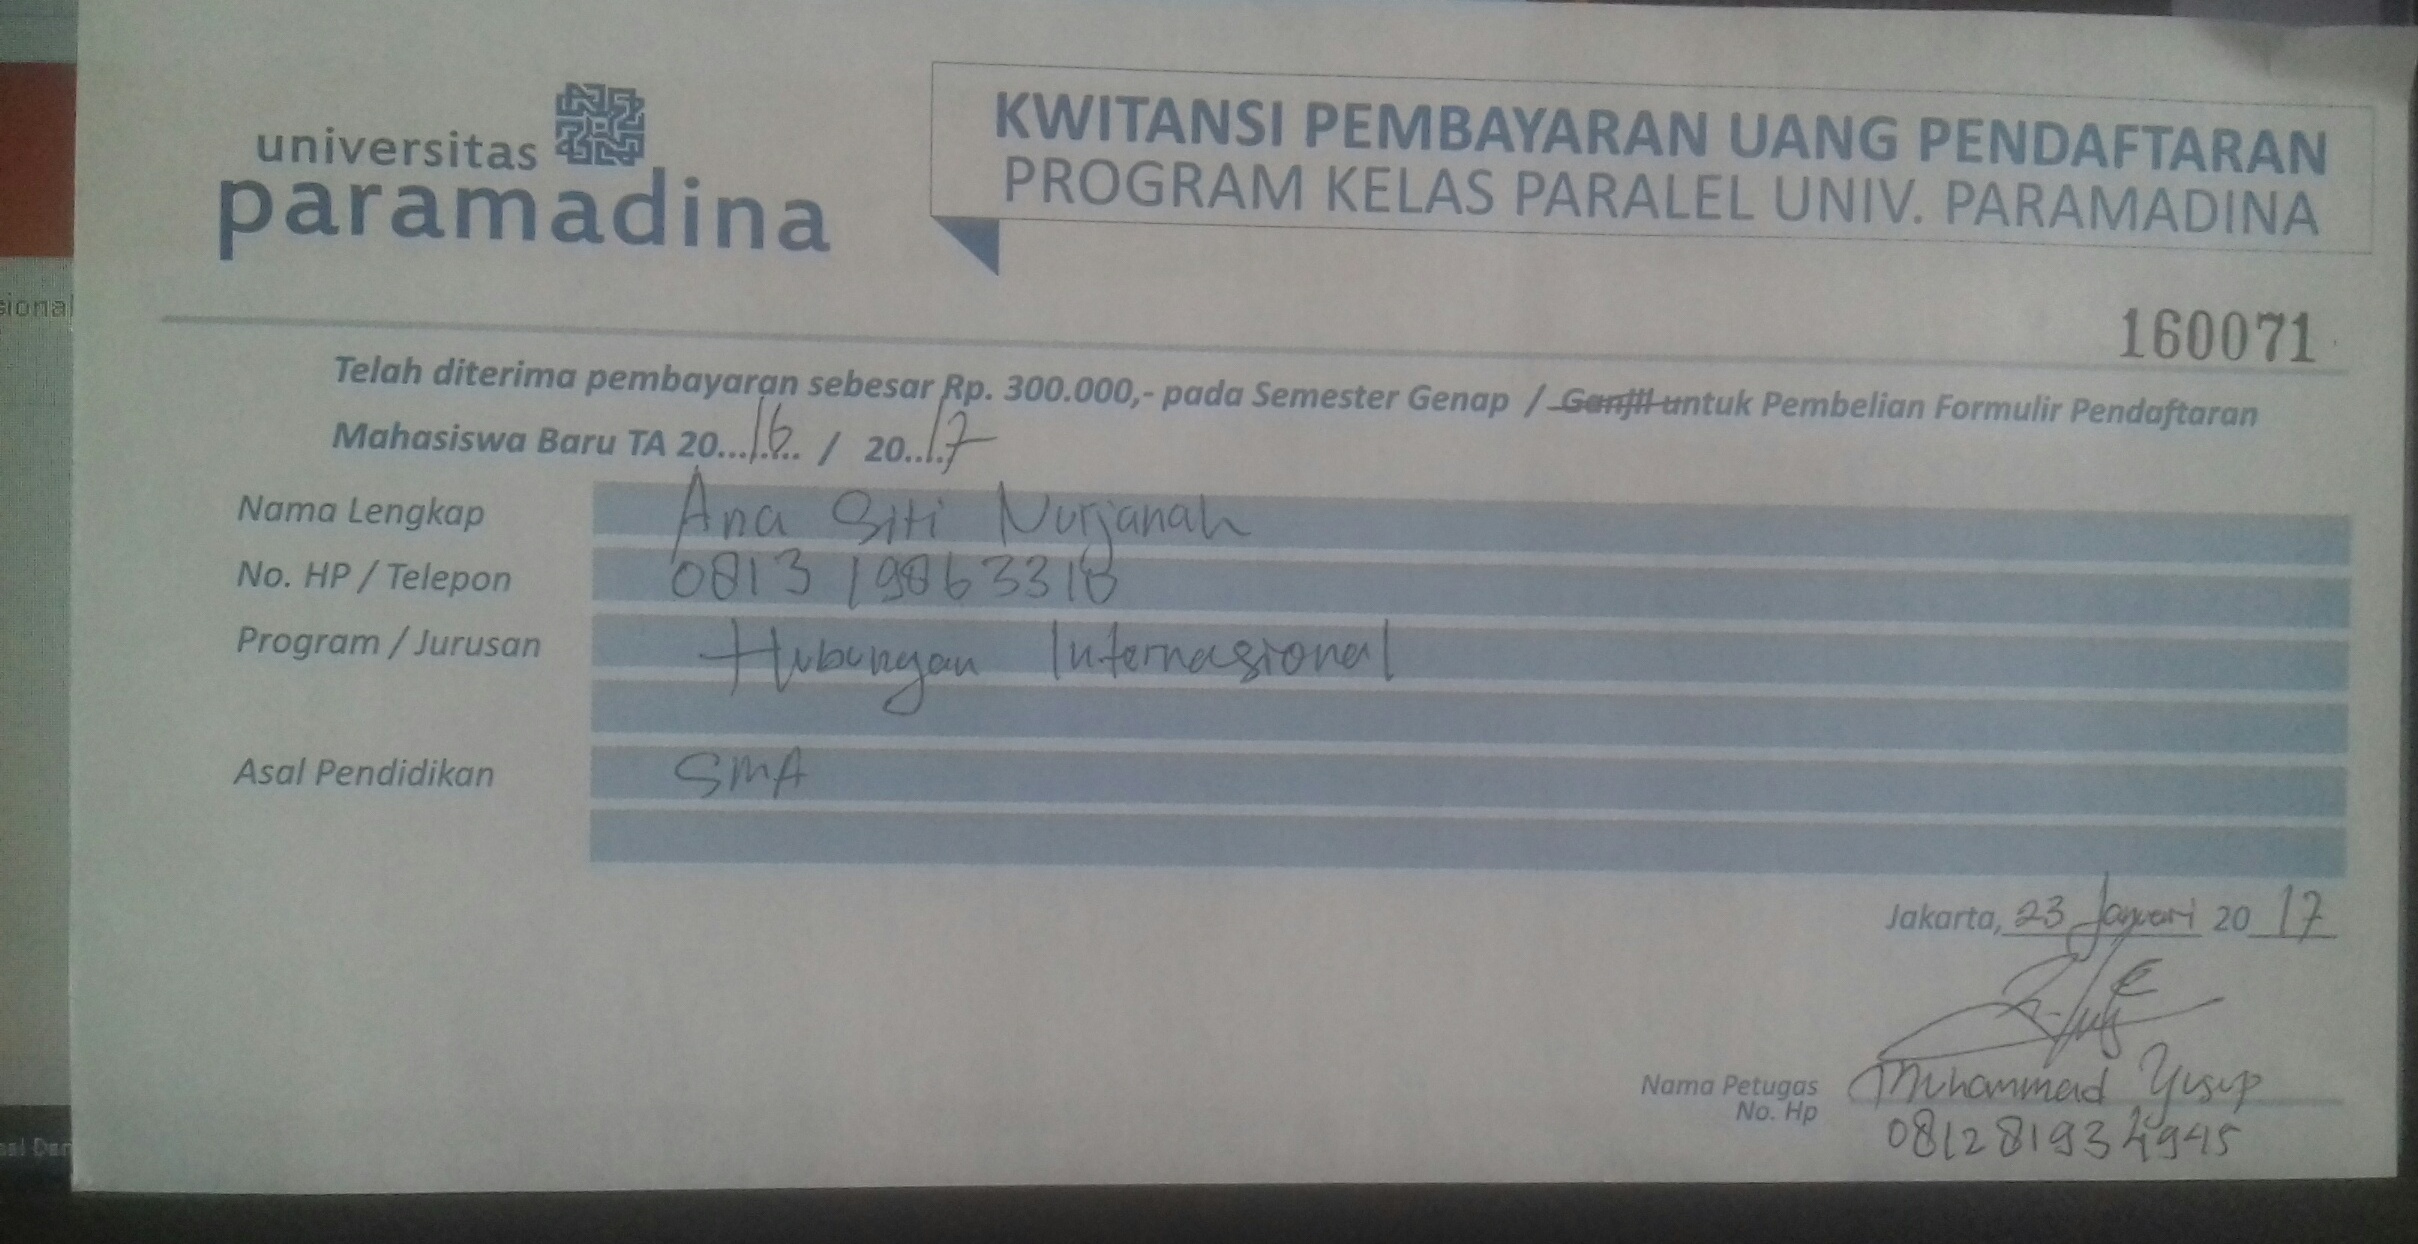 universitas
paramadina
KWITANSI PEMBAYARAN UANG PENDAFTARAN
PROGRAM KELAS PARALEL UNIV. PARAMADINA
160071
Telah diterima pembayaran sebesar Rp. 300.000,- pada Semester Genap / Ganjil untuk Pembelian Formulir Pendaftaran
Mahasiswa Baru TA 20...16... / 20...17
Nama Lengkap Ana Siti Nurjanah
No. HP / Telepon 0813 19863318
Program / Jurusan Hubungan Internasional
Asal Pendidikan SMA
Jakarta, 23 Januari 20 17
Nama Petugas Muhammad Yusup
No. Hp 081281934945
sional